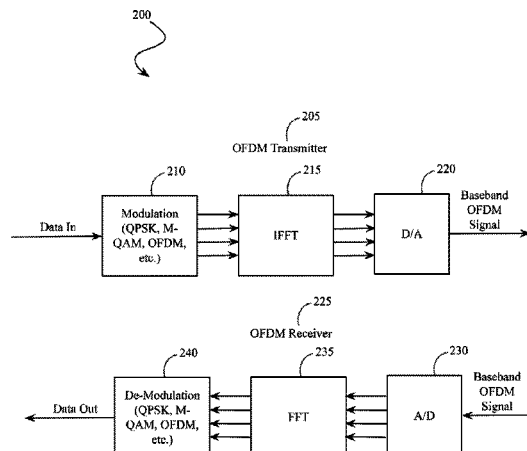 200
205
OFDM Transmitter
210
215
220
Data In
Modulation
(QPSK, M-
QAM, OFDM,
etc.)
IFFT
D/A
Baseband
OFDM
Signal
225
OFDM Receiver
240
235
230
Data Out
De-Modulation
(QPSK, M-
QAM, OFDM,
etc.)
FFT
A/D
Baseband
OFDM
Signal